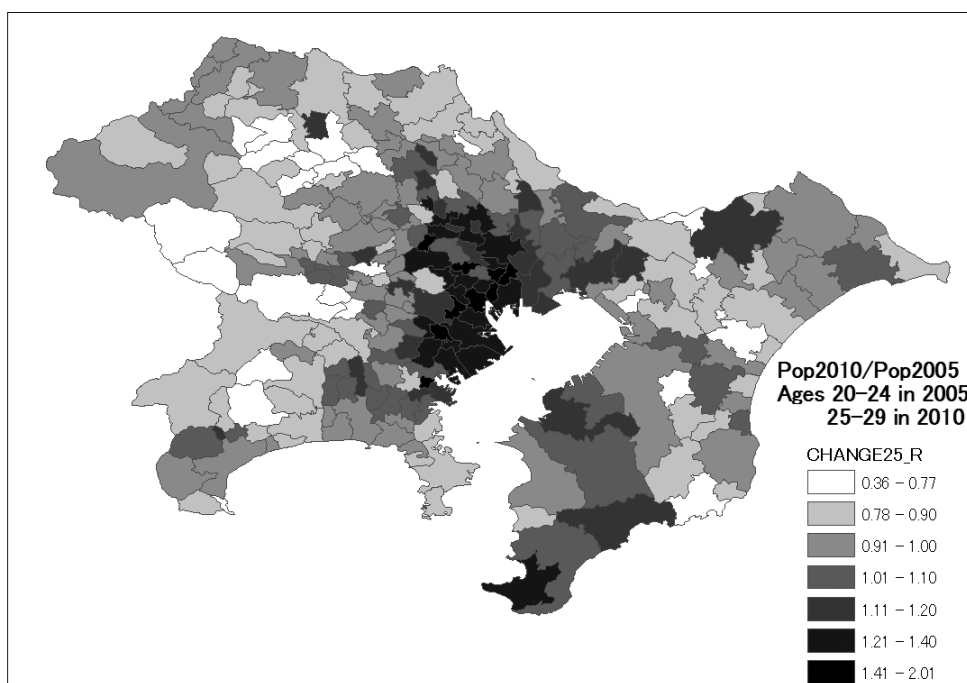 Pop2010/Pop2005
Ages 20-24 in 2005
25-29 in 2010
CHANGE25_R
0.36 - 0.77
0.78 - 0.90
0.91 - 1.00
1.01 - 1.10
1.11 - 1.20
1.21 - 1.40
1.41 - 2.01